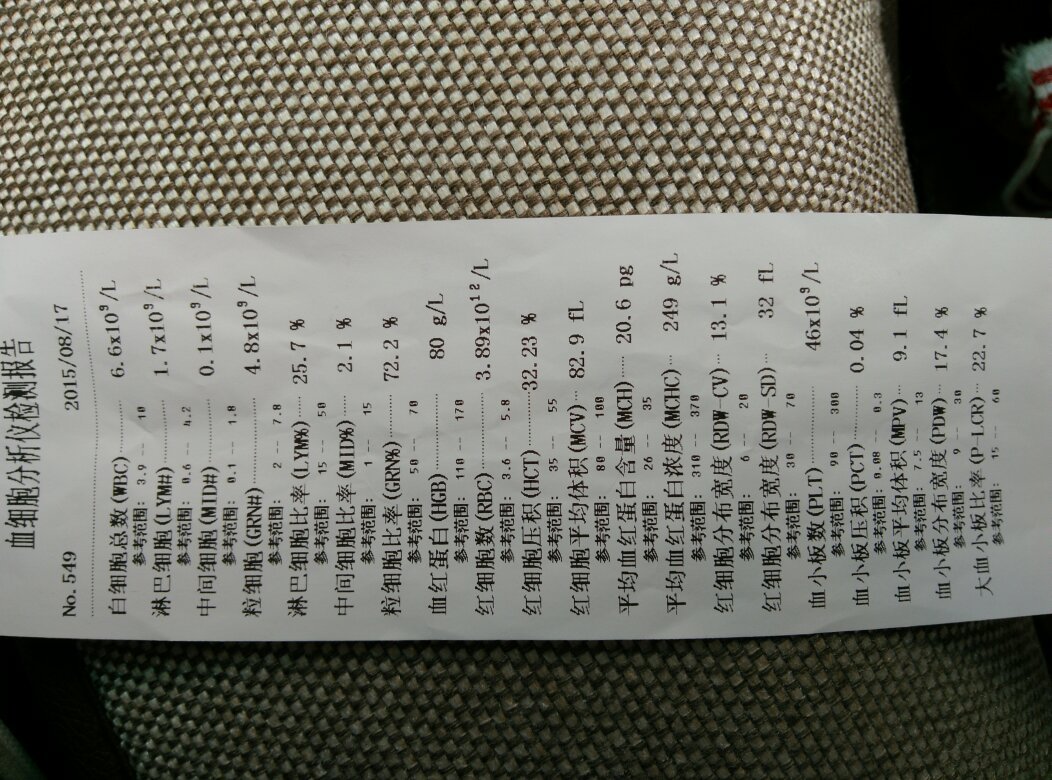 血细胞分析仪检测报告
No.549 2015/08/17
白细胞总数(WBC) 6.6x10⁹/L
参考范围: 3.9 -- 10
淋巴细胞(LYM#) 1.7x10⁹/L
参考范围: 0.6 -- 4.2
中间细胞(MID#) 0.1x10⁹/L
参考范围: 0.1 -- 1.8
粒细胞(GRN#) 4.8x10⁹/L
参考范围: 2 -- 7.8
淋巴细胞比率(LYM%) 25.7 %
参考范围: 15 -- 50
中间细胞比率(MID%) 2.1 %
参考范围: 1 -- 15
粒细胞比率((GRN%) 72.2 %
参考范围: 50 -- 70
血红蛋白(HGB) 80 g/L
参考范围: 110 -- 170
红细胞数(RBC) 3.89x10¹²/L
参考范围: 3.6 -- 5.8
红细胞压积(HCT) 32.23 %
参考范围: 35 -- 55
红细胞平均体积(MCV) 82.9 fL
参考范围: 80 -- 100
平均血红蛋白含量(MCH) 20.6 pg
参考范围: 26 -- 35
平均血红蛋白浓度(MCHC) 249 g/L
参考范围: 310 -- 370
红细胞分布宽度(RDW-CV) 13.1 %
参考范围: 6 -- 20
红细胞分布宽度(RDW-SD) 32 fL
参考范围: 30 -- 70
血小板数(PLT) 46x10⁹/L
参考范围: 90 -- 300
血小板压积(PCT) 0.04 %
参考范围: 0.08 -- 0.3
血小板平均体积(MPV) 9.1 fL
参考范围: 7.5 -- 13
血小板分布宽度(PDW) 17.4 %
参考范围: 9 -- 30
大血小板比率(P-LCR) 22.7 %
参考范围: 15 -- 60